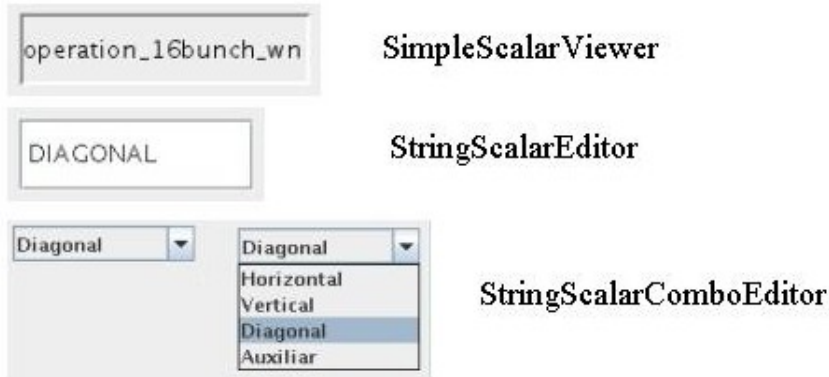 operation_16bunch_wn SimpleScalarViewer
DIAGONAL StringScalarEditor
Diagonal Diagonal
Horizontal
Vertical
Diagonal
Auxiliar
StringScalarComboEditor